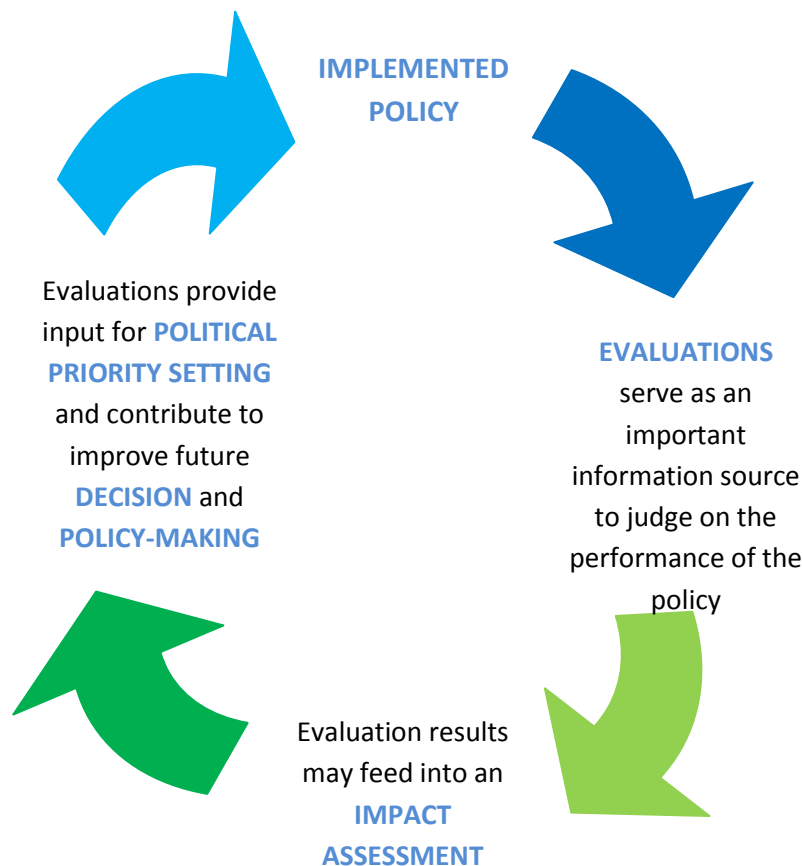 IMPLEMENTED
POLICY
EVALUATIONS
serve as an
important
information source
to judge on the
performance of the
policy
Evaluation results
may feed into an
IMPACT
ASSESSMENT
Evaluations provide
input for POLITICAL
PRIORITY SETTING
and contribute to
improve future
DECISION and
POLICY-MAKING